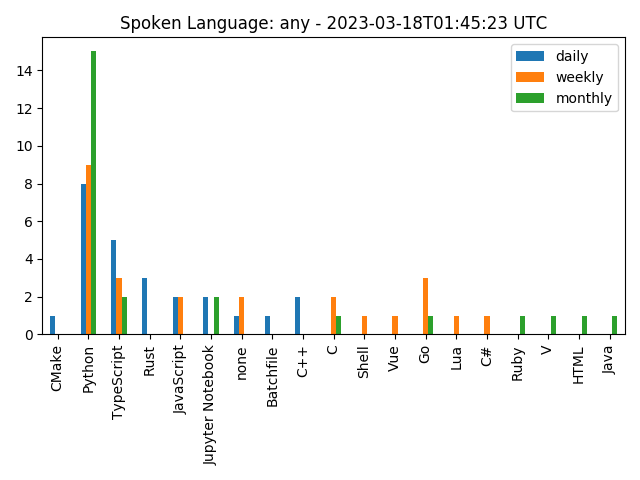 Spoken Language: any - 2023-03-18T01:45:23 UTC
daily
weekly
monthly
14
12
10
8
6
4
2
0
CMake
Python
TypeScript
Rust
JavaScript
Jupyter Notebook
none
Batchfile
C++
C
Shell
Vue
Go
Lua
C#
Ruby
V
HTML
Java